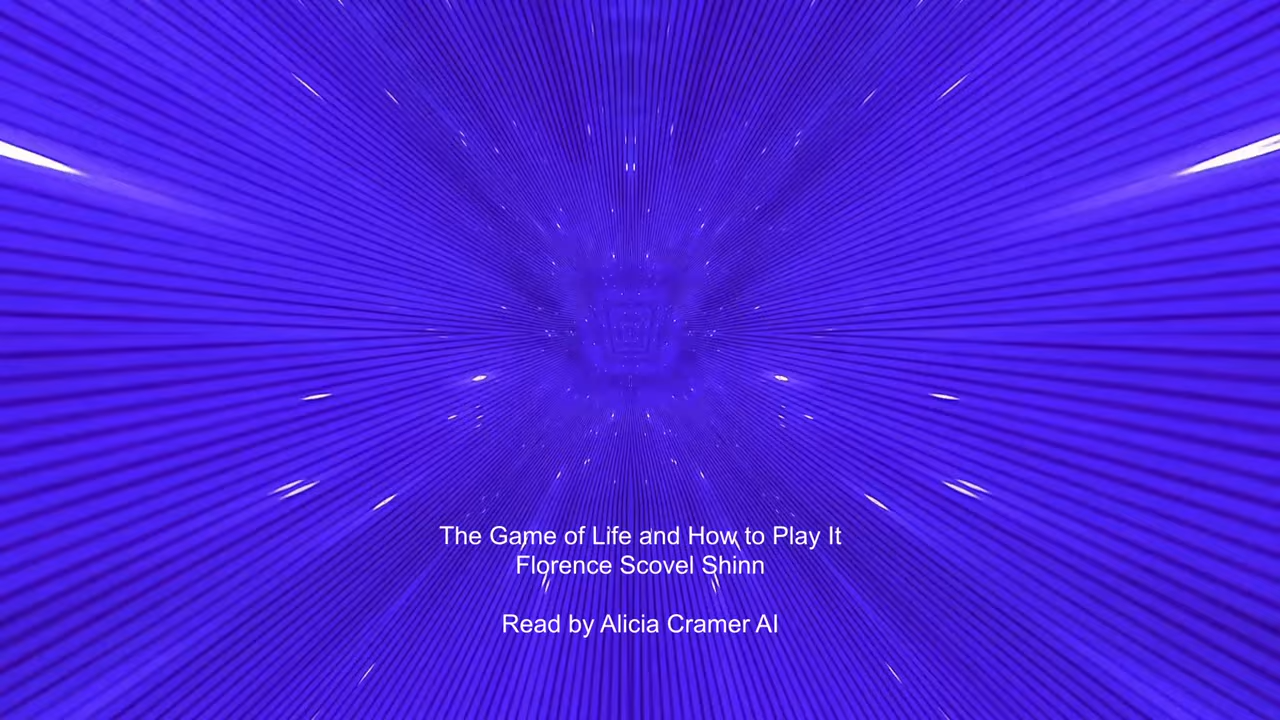 The Game of Life and How to Play It
Florence Scovel Shinn
Read by Alicia Cramer AI